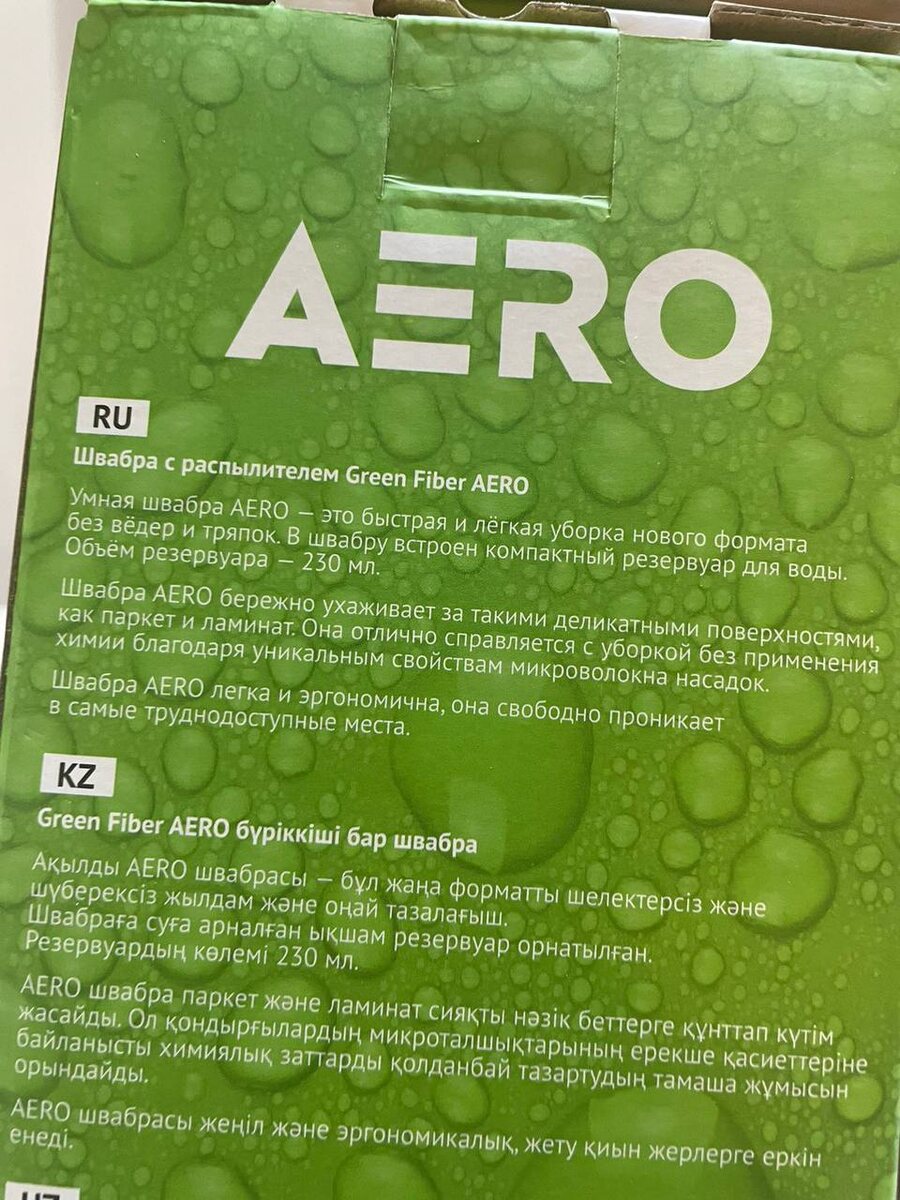 AERO
RU
Швабра с распылителем Green Fiber AERO
Умная швабра AERO — это быстрая и лёгкая уборка нового формата
без вёдер и тряпок. В швабру встроен компактный резервуар для воды.
Объём резервуара — 230 мл.
Швабра AERO бережно ухаживает за такими деликатными поверхностями,
как паркет и ламинат. Она отлично справляется с уборкой без применения
химии благодаря уникальным свойствам микроволокна насадок.
Швабра AERO легка и эргономична, она свободно проникает
в самые труднодоступные места.
KZ
Green Fiber AERO бүріккіші бар швабра
Ақылды AERO швабрасы — бұл жаңа форматты шелектерсіз және
шүберексіз жылдам және оңай тазалағыш.
Швабраға суға арналған ықшам резервуар орнатылған.
Резервуардың көлемі 230 мл.
AERO швабра паркет және ламинат сияқты нәзік беттерге құнттап күтім
жасайды. Ол қондырғылардың микроталшықтарының ерекше қасиеттеріне
байланысты химиялық заттарды қолданбай тазартудың тамаша жұмысын
орындайды.
AERO швабрасы жеңіл және эргономикалық, жету қиын жерлерге еркін
енеді.